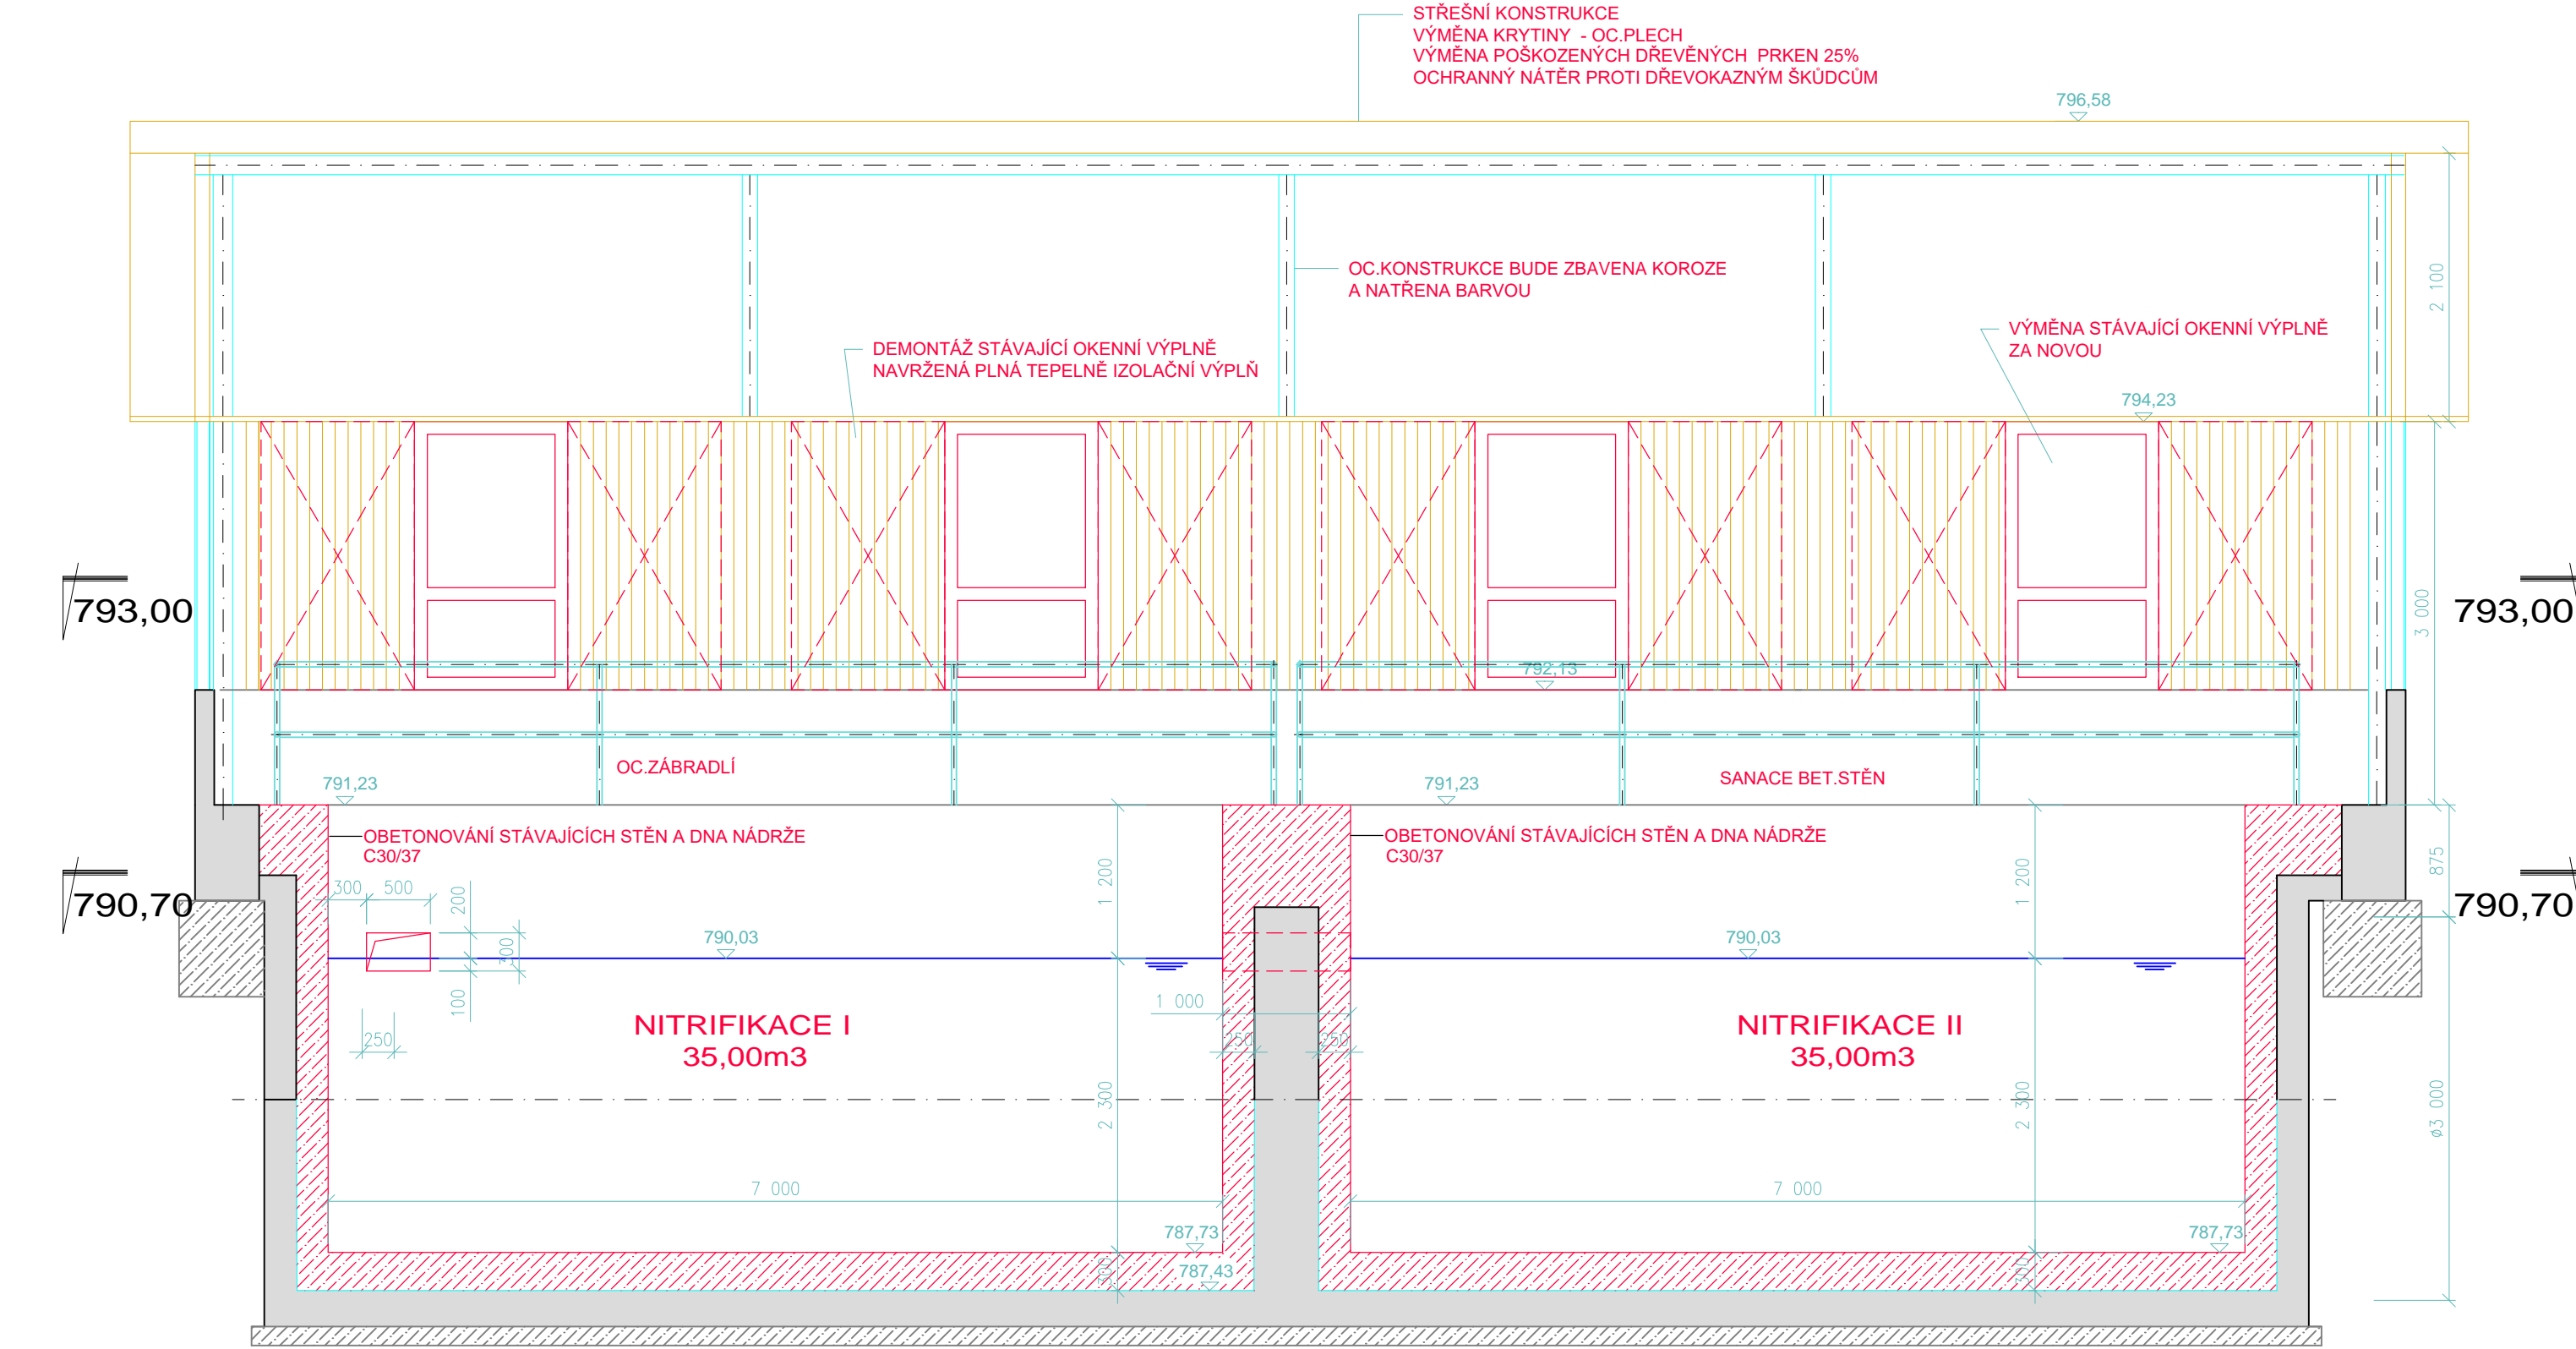 STŘEŠNÍ KONSTRUKCE
VÝMĚNA KRYTINY - OC.PLECH
VÝMĚNA POŠKOZENÝCH DŘEVĚNÝCH PRKEN 25%
OCHRANNÝ NÁTĚR PROTI DŘEVOKAZNÝM ŠKŮDCŮM
796,58
OC.KONSTRUKCE BUDE ZBAVENA KOROZE
A NATŘENA BARVOU
2 100
VÝMĚNA STÁVAJÍCÍ OKENNÍ VÝPLNĚ
ZA NOVOU
DEMONTÁŽ STÁVAJÍCÍ OKENNÍ VÝPLNĚ
NAVRŽENÁ PLNÁ TEPELNĚ IZOLAČNÍ VÝPLŇ
794,23
793,00
3 000
793,00
792,13
OC.ZÁBRADLÍ
SANACE BET.STĚN
791,23
791,23
OBETONOVÁNÍ STÁVAJÍCÍCH STĚN A DNA NÁDRŽE
C30/37
OBETONOVÁNÍ STÁVAJÍCÍCH STĚN A DNA NÁDRŽE
C30/37
875
1 200
1 200
300
500
200
790,70
790,70
790,03
790,03
300
100
1 000
NITRIFIKACE I
35,00m3
NITRIFIKACE II
35,00m3
250
250
250
2 300
2 300
ø3 000
7 000
7 000
787,73
787,73
300
787,43
300